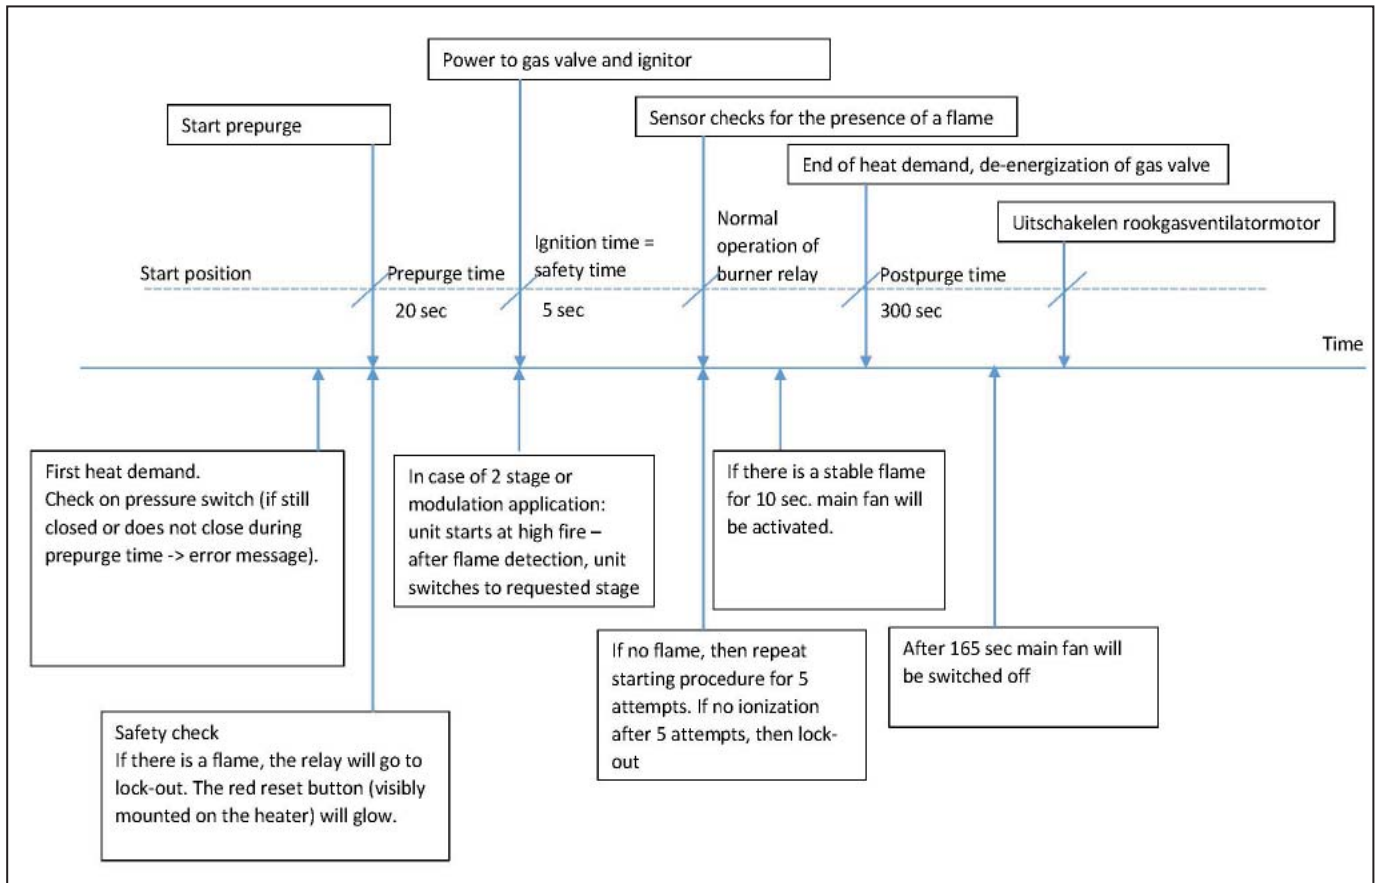 Power to gas valve and ignitor
Start prepurge
Sensor checks for the presence of a flame
End of heat demand, de-energization of gas valve
Uitschakelen rookgasventilatormotor
Start position
Prepurge time
20 sec
Ignition time =
safety time
5 sec
Normal
operation of
burner relay
Postpurge time
300 sec
Time
First heat demand.
Check on pressure switch (if still
closed or does not close during
prepurge time -> error message).
In case of 2 stage or
modulation application:
unit starts at high fire –
after flame detection, unit
switches to requested stage
If there is a stable flame
for 10 sec. main fan will
be activated.
If no flame, then repeat
starting procedure for 5
attempts. If no ionization
after 5 attempts, then lock-
out
After 165 sec main fan will
be switched off
Safety check
If there is a flame, the relay will go to
lock-out. The red reset button (visibly
mounted on the heater) will glow.